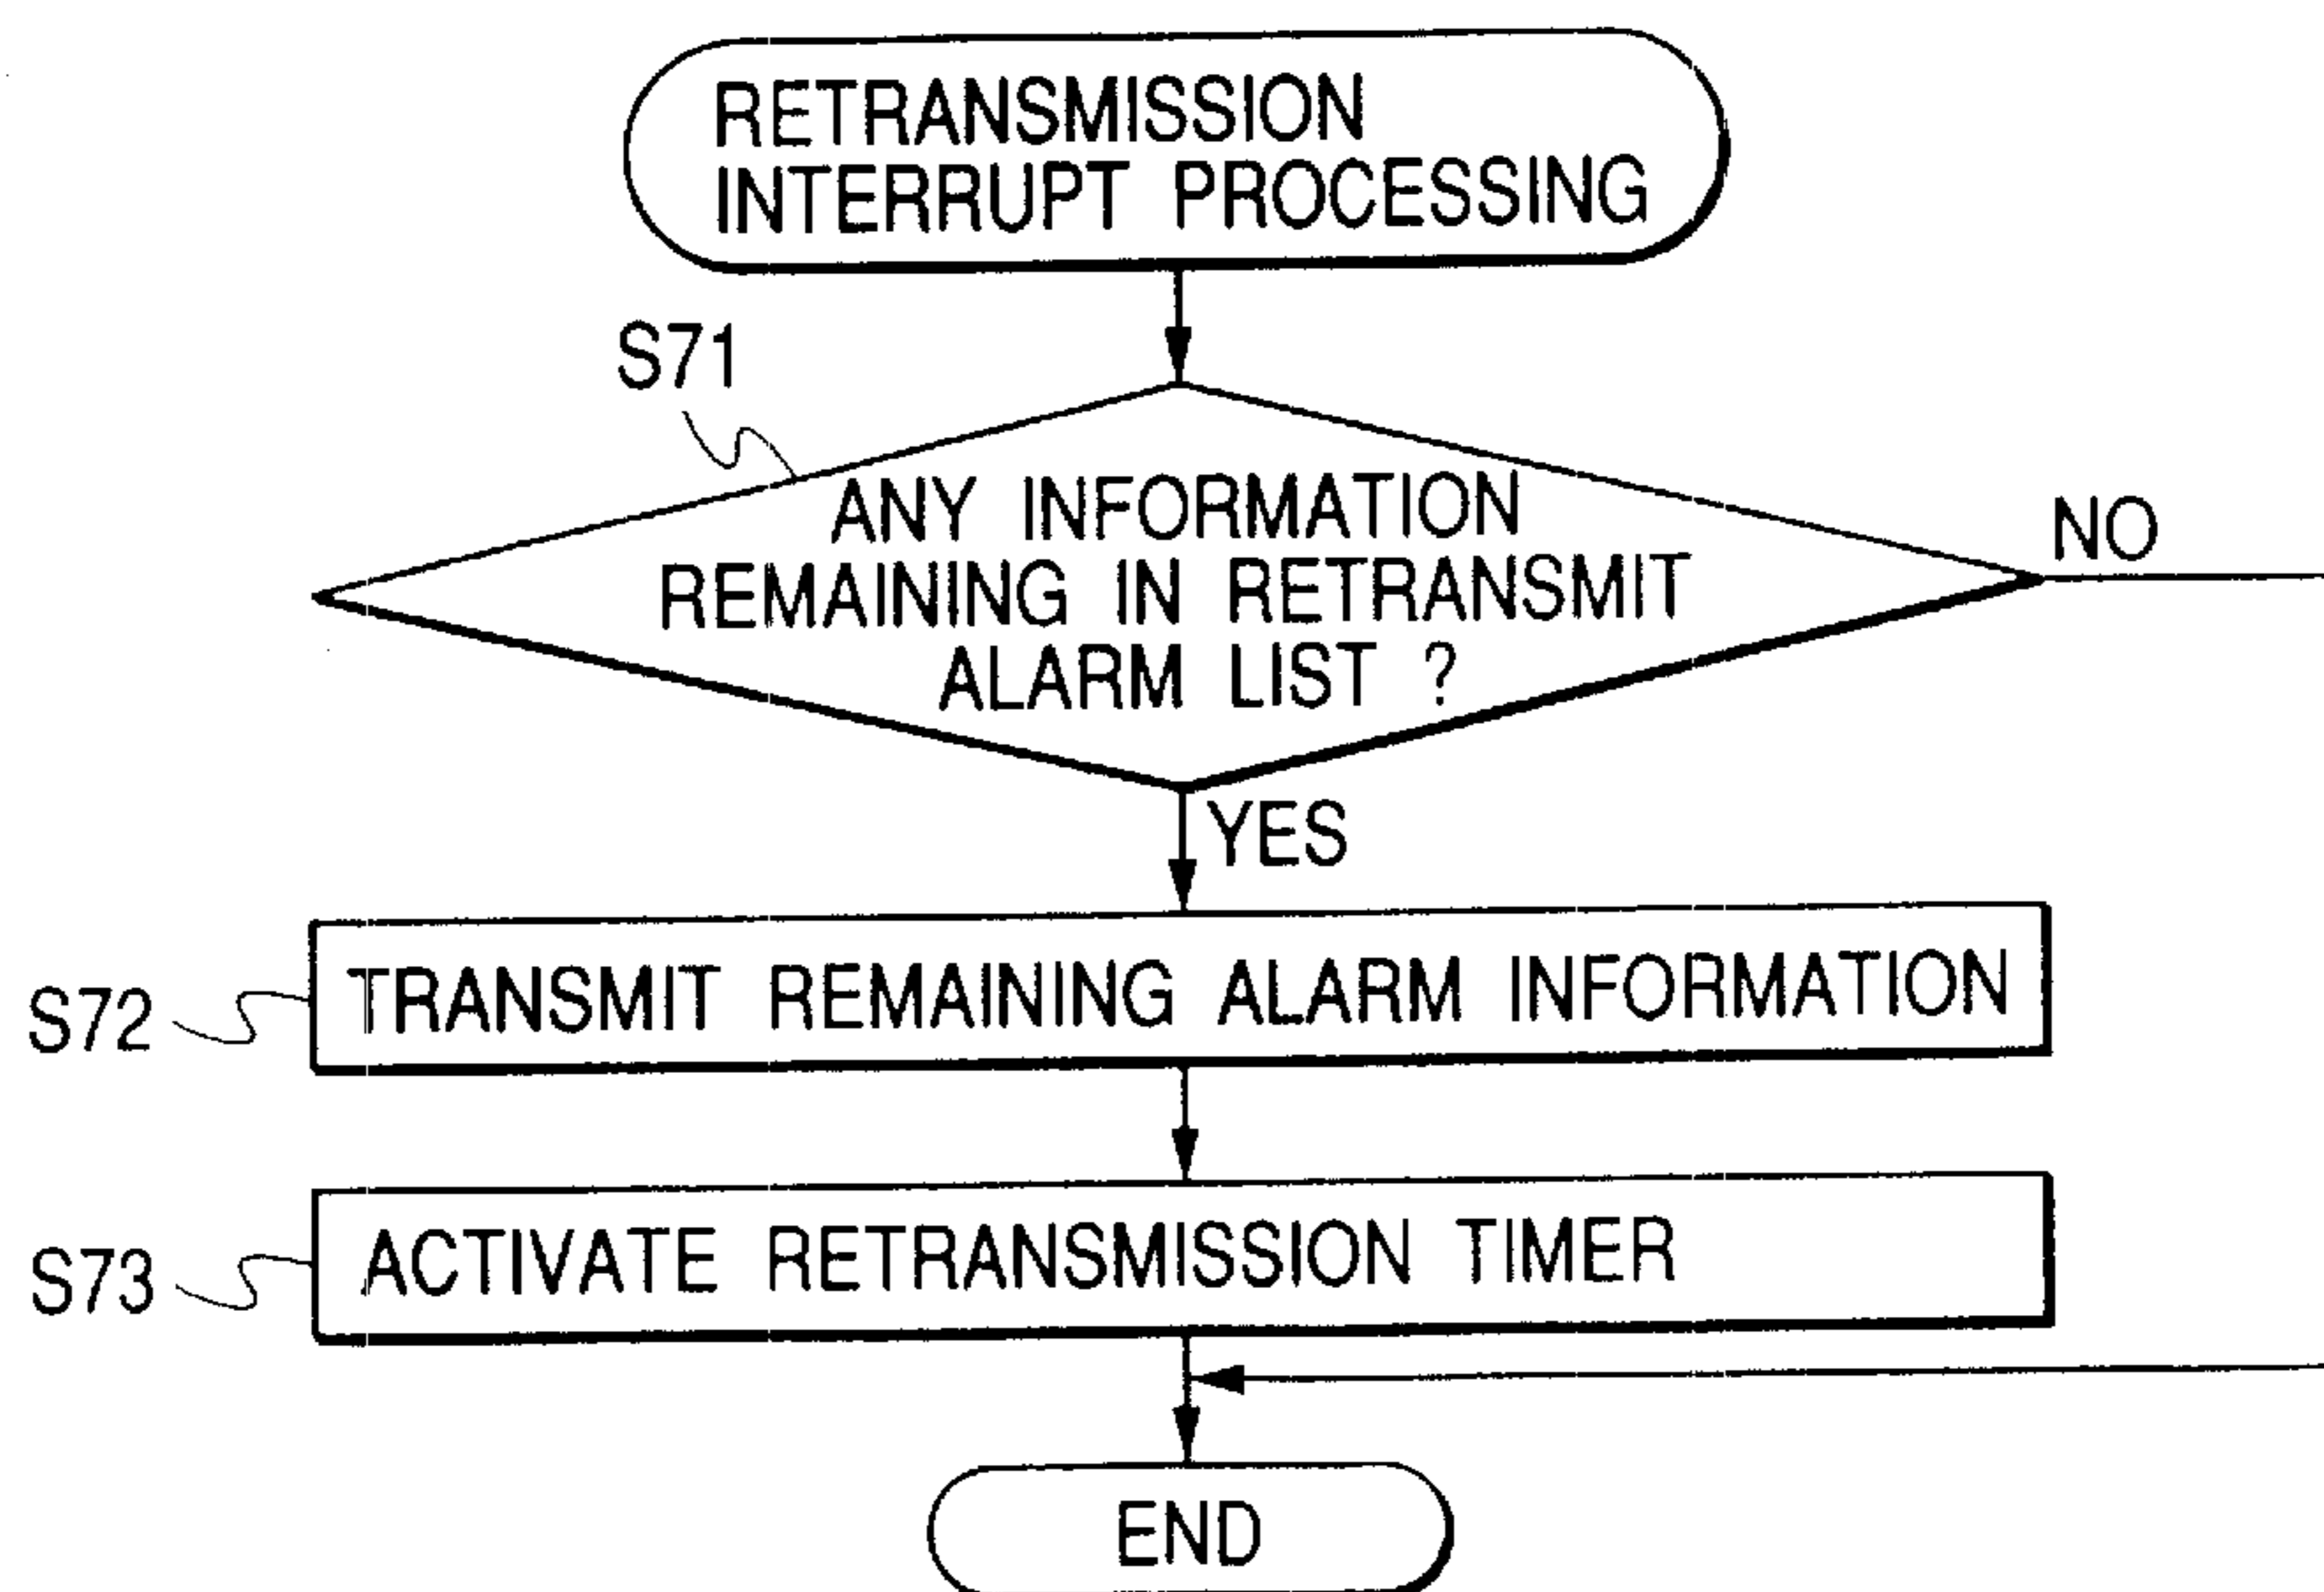 RETRANSMISSION
INTERRUPT PROCESSING
S71
ANY INFORMATION
REMAINING IN RETRANSMIT
ALARM LIST ?
NO
YES
S72
TRANSMIT REMAINING ALARM INFORMATION
S73
ACTIVATE RETRANSMISSION TIMER
END